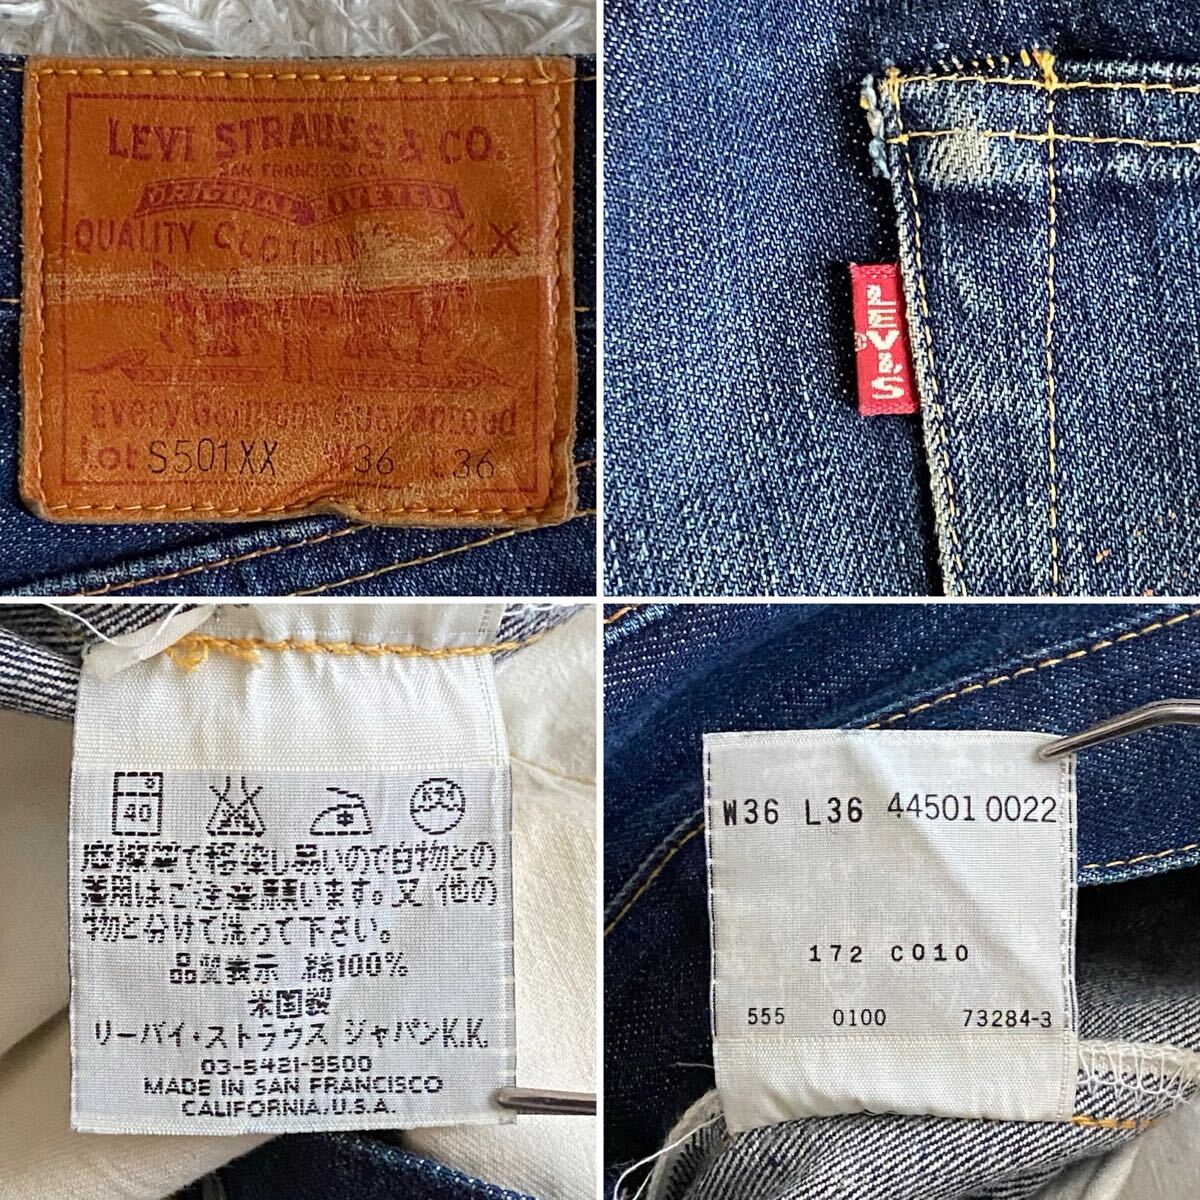 LEVI STRAUSS & CO.
SAN FRANCISCO CAL.
ORIGINAL RIVETED
QUALITY CLOTHING XX
Every Garment Guaranteed
Lot S501XX W36 L36
LEVI'S
®
40
摩擦等で移染し易いので白物との
着用はご注意願います。又 他の
物と分けて洗って下さい。
品質表示 綿100%
米国製
リーバイ・ストラウス ジャパンK.K.
03-5421-9500
MADE IN SAN FRANCISCO
CALIFORNIA.U.S.A.
W36 L36 44501 0022
172 C010
555 0100 73284-3